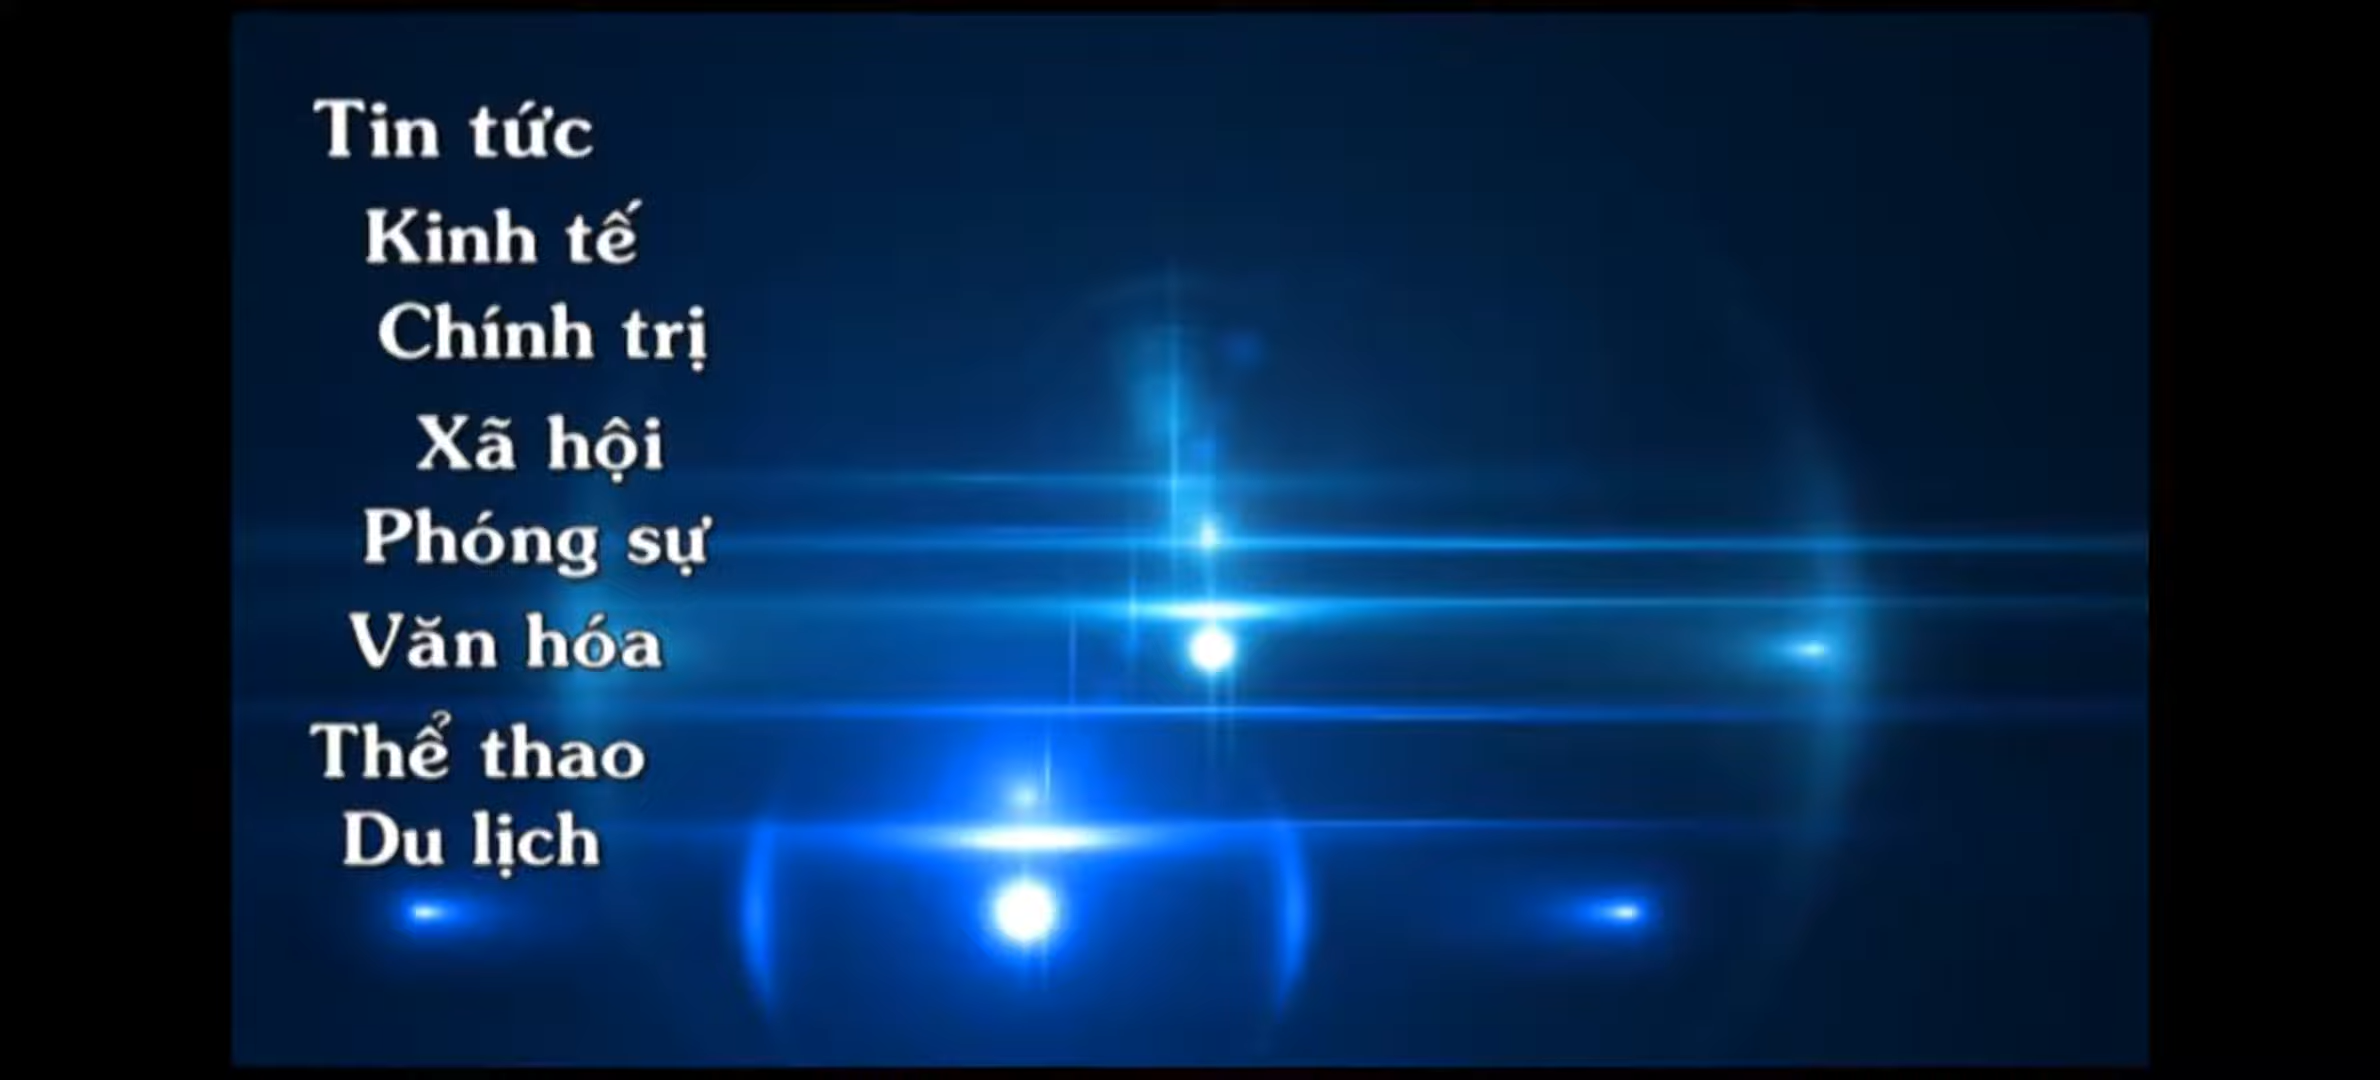 Tin tức
Kinh tế
Chính trị
Xã hội
Phóng sự
Văn hóa
Thể thao
Du lịch